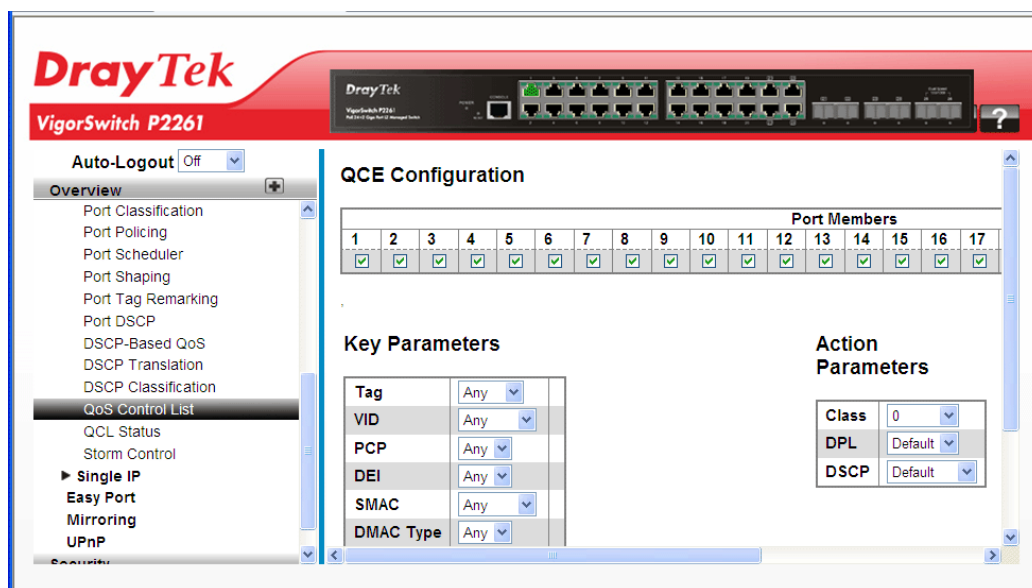 DrayTek
VigorSwitch P2261
DrayTek
VigorSwitch P2261
POWER
CONSOLE
?
Auto-Logout Off
Overview
Port Classification
Port Policing
Port Scheduler
Port Shaping
Port Tag Remarking
Port DSCP
DSCP-Based QoS
DSCP Translation
DSCP Classification
QoS Control List
QCL Status
Storm Control
Single IP
Easy Port
Mirroring
UPnP
Security
QCE Configuration
Port Members
1 2 3 4 5 6 7 8 9 10 11 12 13 14 15 16 17
Key Parameters
Tag Any
VID Any
PCP Any
DEI Any
SMAC Any
DMAC Type Any
Action
Parameters
Class 0
DPL Default
DSCP Default